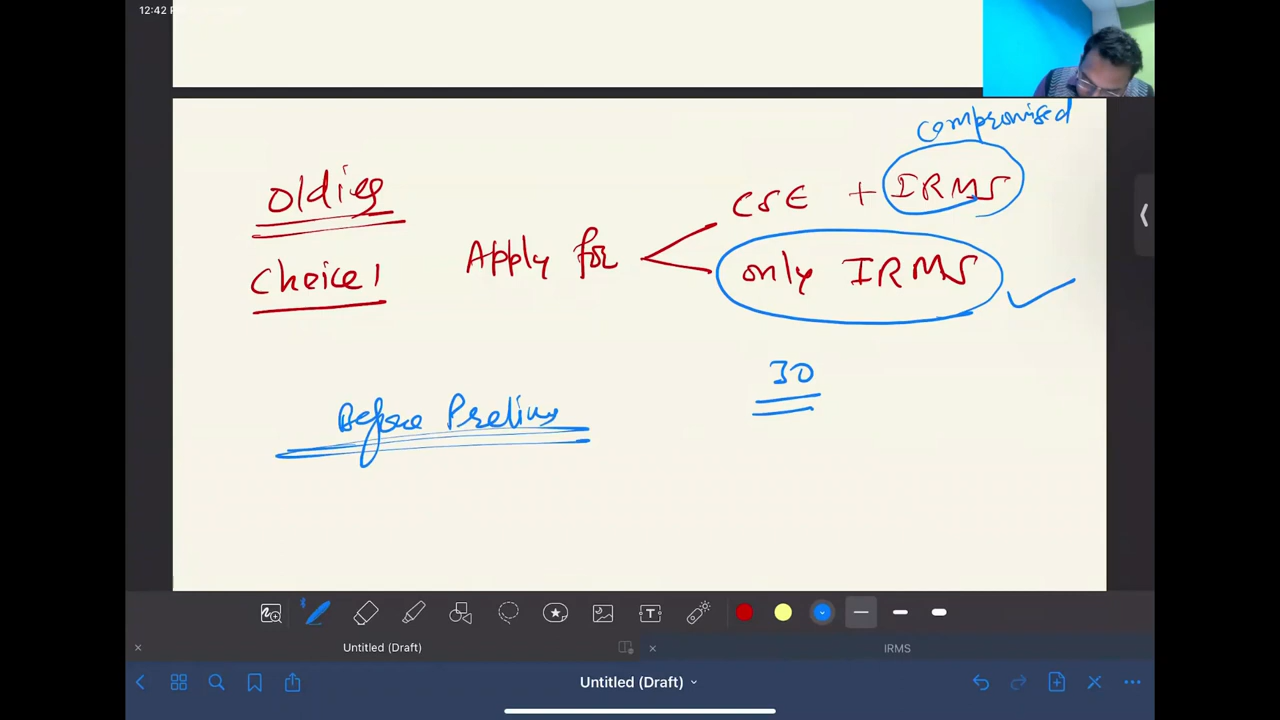 12:42 P
compromised
Oldies
CSE + IRMS
Apply for
only IRMS
Choice 1
30
Before Prelims
Untitled (Draft)
IRMS
Untitled (Draft)